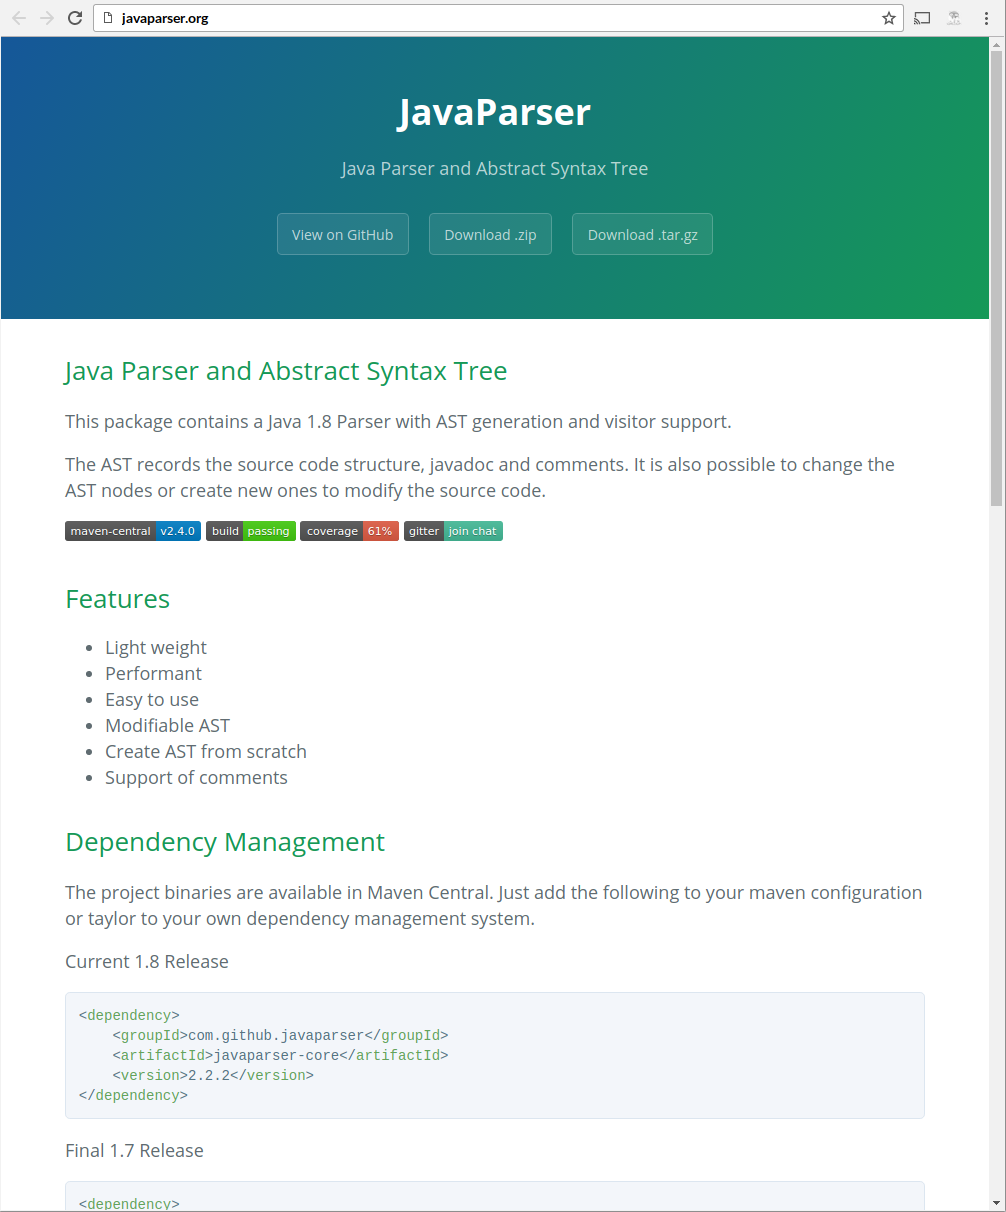 javaparser.org
JavaParser
Java Parser and Abstract Syntax Tree
View on GitHub
Download .zip
Download .tar.gz
Java Parser and Abstract Syntax Tree
This package contains a Java 1.8 Parser with AST generation and visitor support.
The AST records the source code structure, javadoc and comments. It is also possible to change the
AST nodes or create new ones to modify the source code.
maven-central v2.4.0 build passing coverage 61% gitter join chat
Features
• Light weight
• Performant
• Easy to use
• Modifiable AST
• Create AST from scratch
• Support of comments
Dependency Management
The project binaries are available in Maven Central. Just add the following to your maven configuration
or taylor to your own dependency management system.
Current 1.8 Release
<dependency>
    <groupId>com.github.javaparser</groupId>
    <artifactId>javaparser-core</artifactId>
    <version>2.2.2</version>
</dependency>
Final 1.7 Release
<dependency>